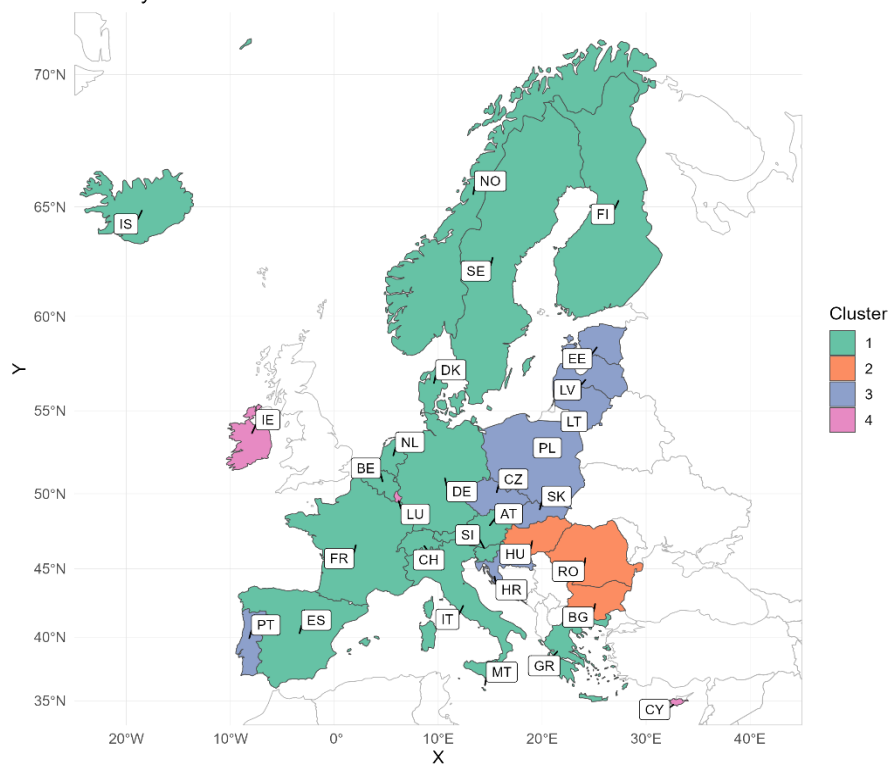 70°N
65°N
60°N
55°N
50°N
45°N
40°N
35°N
Y
20°W
10°W
0°
10°E
20°E
30°E
40°E
X
NO
IS
FI
SE
EE
DK
LV
IE
LT
NL
PL
BE
CZ
DE
SK
LU
AT
SI
HU
FR
CH
RO
HR
PT
ES
IT
BG
MT
GR
CY
Cluster
1
2
3
4